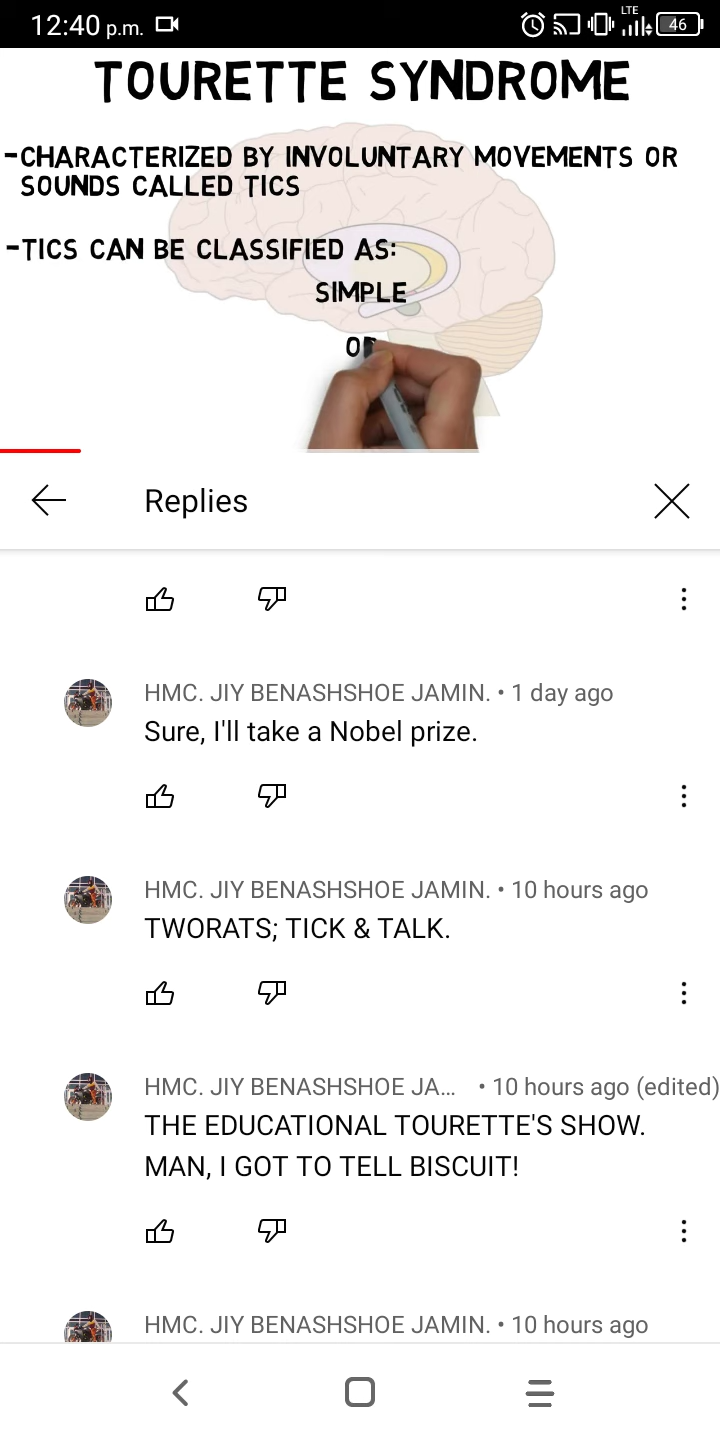 12:40 p.m. LTE 46
TOURETTE SYNDROME
-CHARACTERIZED BY INVOLUNTARY MOVEMENTS OR
SOUNDS CALLED TICS
-TICS CAN BE CLASSIFIED AS:
SIMPLE
Replies
HMC. JIY BENASHSHOE JAMIN. • 1 day ago
Sure, I'll take a Nobel prize.
HMC. JIY BENASHSHOE JAMIN. • 10 hours ago
TWORATS; TICK & TALK.
HMC. JIY BENASHSHOE JA... • 10 hours ago (edited)
THE EDUCATIONAL TOURETTE'S SHOW.
MAN, I GOT TO TELL BISCUIT!
HMC. JIY BENASHSHOE JAMIN. • 10 hours ago